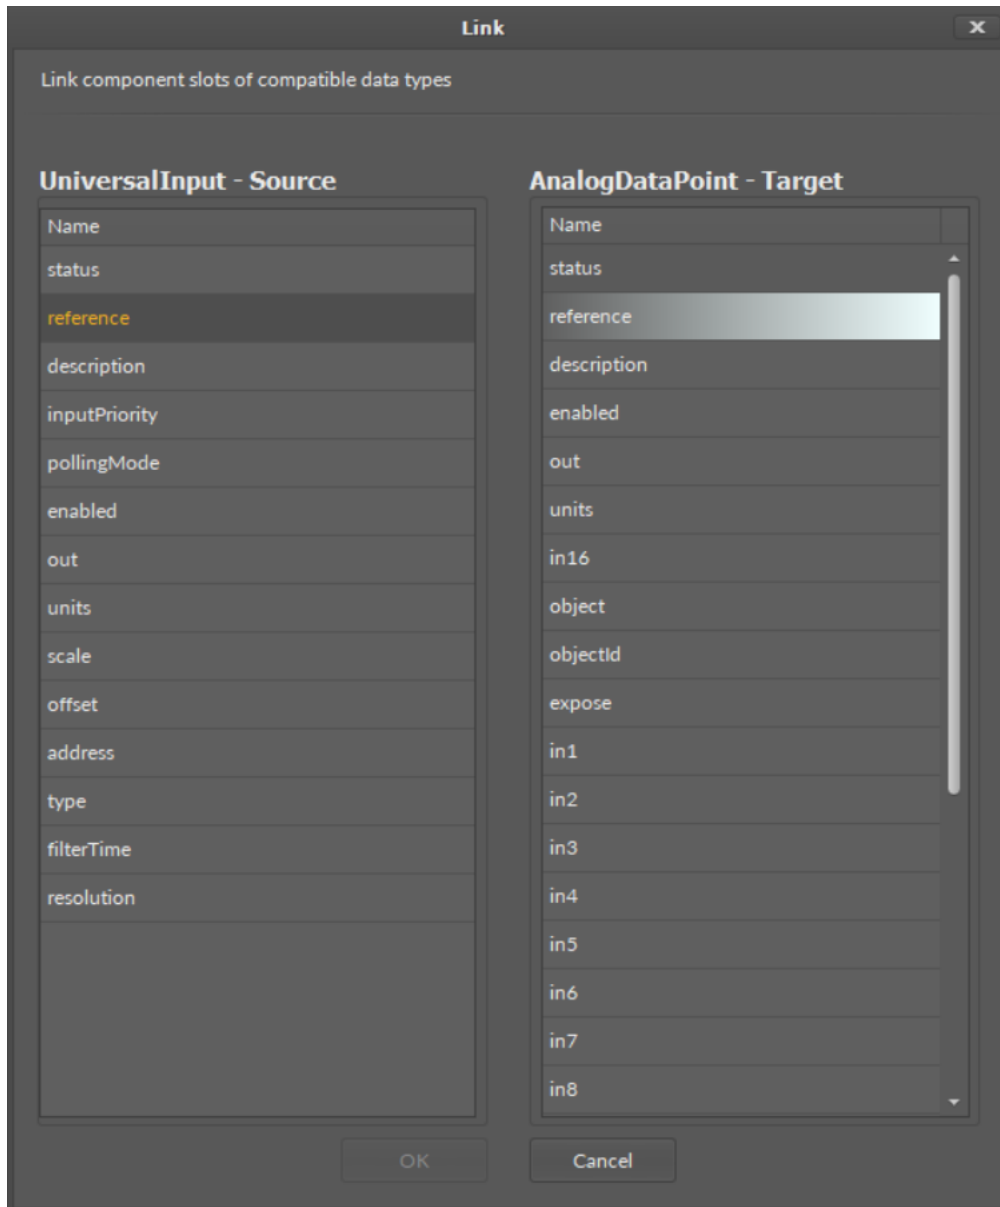 Link
Link component slots of compatible data types
UniversalInput - Source
Name
status
reference
description
inputPriority
pollingMode
enabled
out
units
scale
offset
address
type
filterTime
resolution
AnalogDataPoint - Target
Name
status
reference
description
enabled
out
units
in16
object
objectId
expose
in1
in2
in3
in4
in5
in6
in7
in8
OK
Cancel